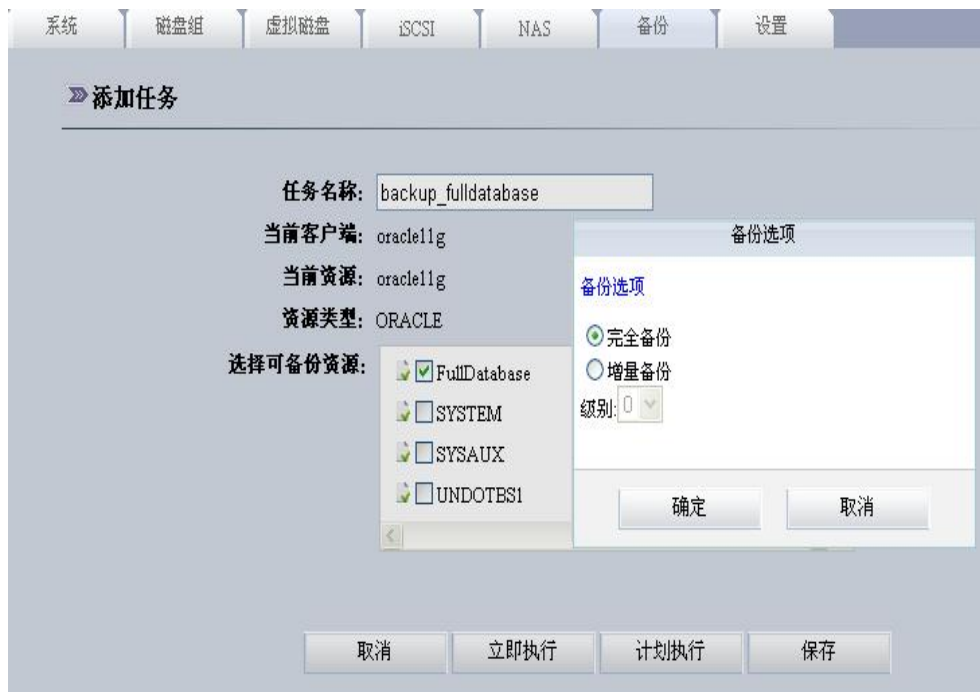 系统 磁盘组 虚拟磁盘 iSCSI NAS 备份 设置
添加任务
任务名称: backup_fulldatabase
当前客户端: oracle11g
当前资源: oracle11g
资源类型: ORACLE
选择可备份资源:
FullDatabase
SYSTEM
SYSAUX
UNDOTBS1
备份选项
备份选项
完全备份
增量备份
级别: 0
确定 取消
取消 立即执行 计划执行 保存